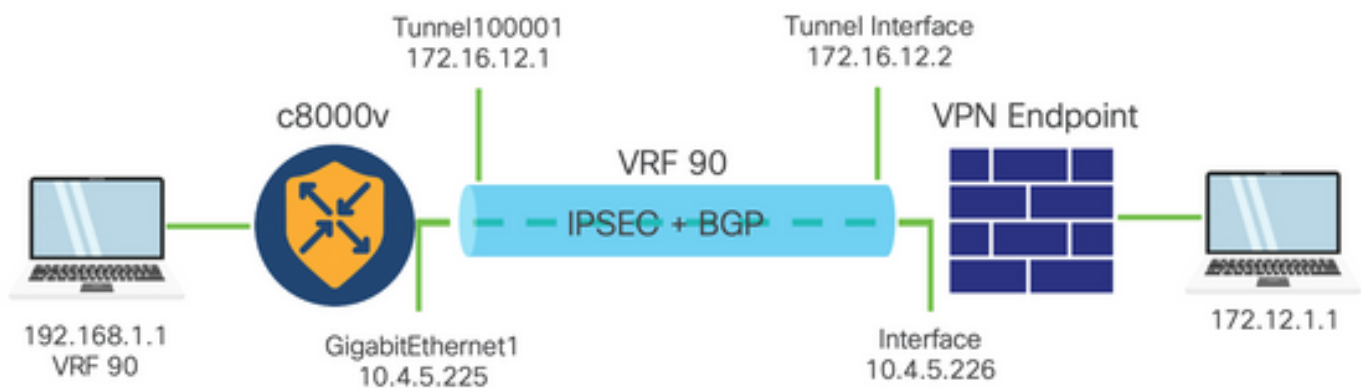 Tunnel100001
172.16.12.1
Tunnel Interface
172.16.12.2
c8000v
VPN Endpoint
VRF 90
IPSEC + BGP
192.168.1.1
VRF 90
GigabitEthernet1
10.4.5.225
Interface
10.4.5.226
172.12.1.1